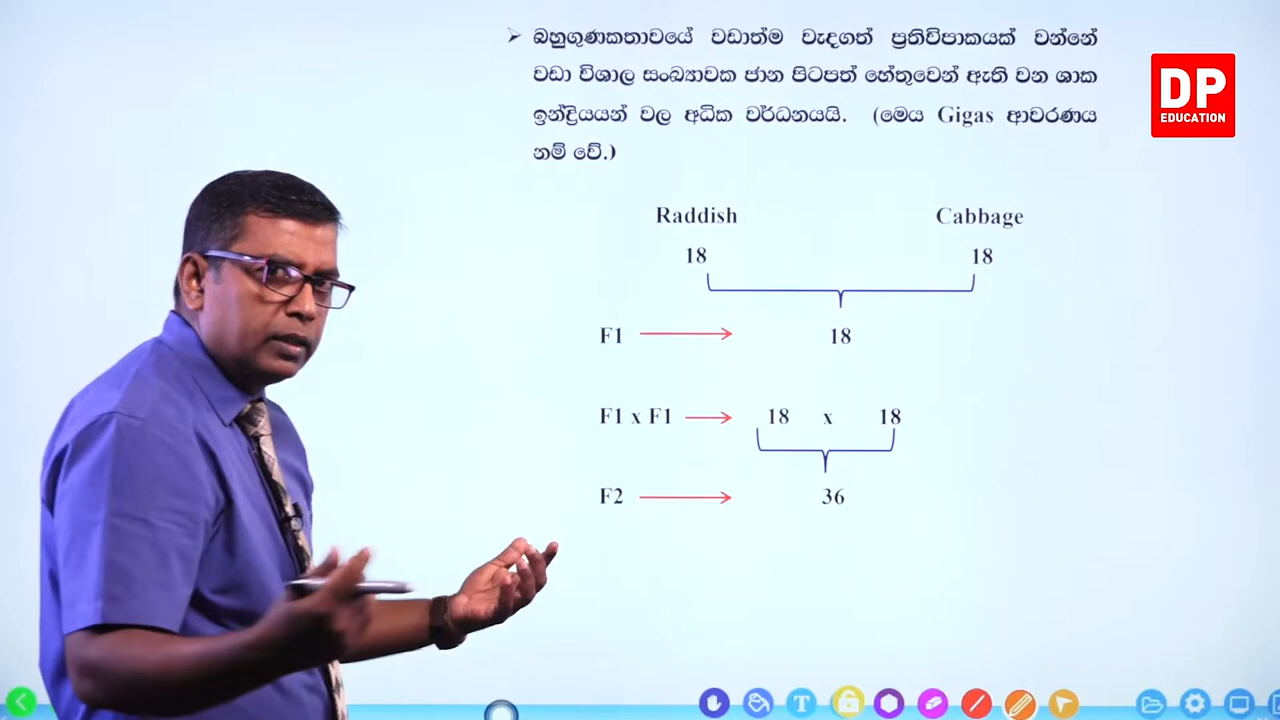 ➢ බහුගුණකතාවයේ වඩාත්ම වැදගත් ප්‍රතිවිපාකයක් වන්නේ
වඩා විශාල සංඛ්‍යාවක ජාන පිටපත් හේතුවෙන් ඇති වන ශාක
ඉන්ද්‍රියයන් වල අධික වර්ධනයයි. (මෙය Gigas ආවරණය
නම් වේ.)
DP
EDUCATION
Raddish Cabbage
18 18
F1 18
F1 x F1 18 x 18
F2 36
T